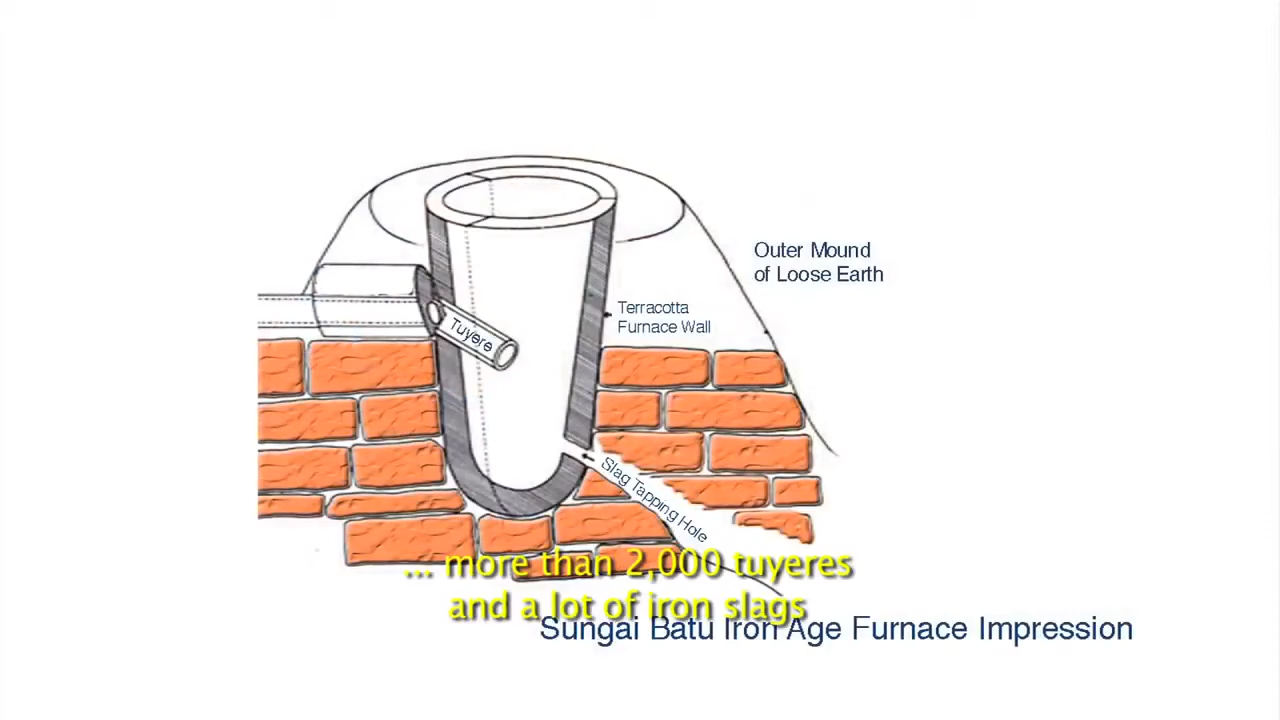 Outer Mound
of Loose Earth
Terracotta
Furnace Wall
Tuyere
Slag Tapping Hole
... more than 2,000 tuyeres
and a lot of iron slags
Sungai Batu Iron Age Furnace Impression